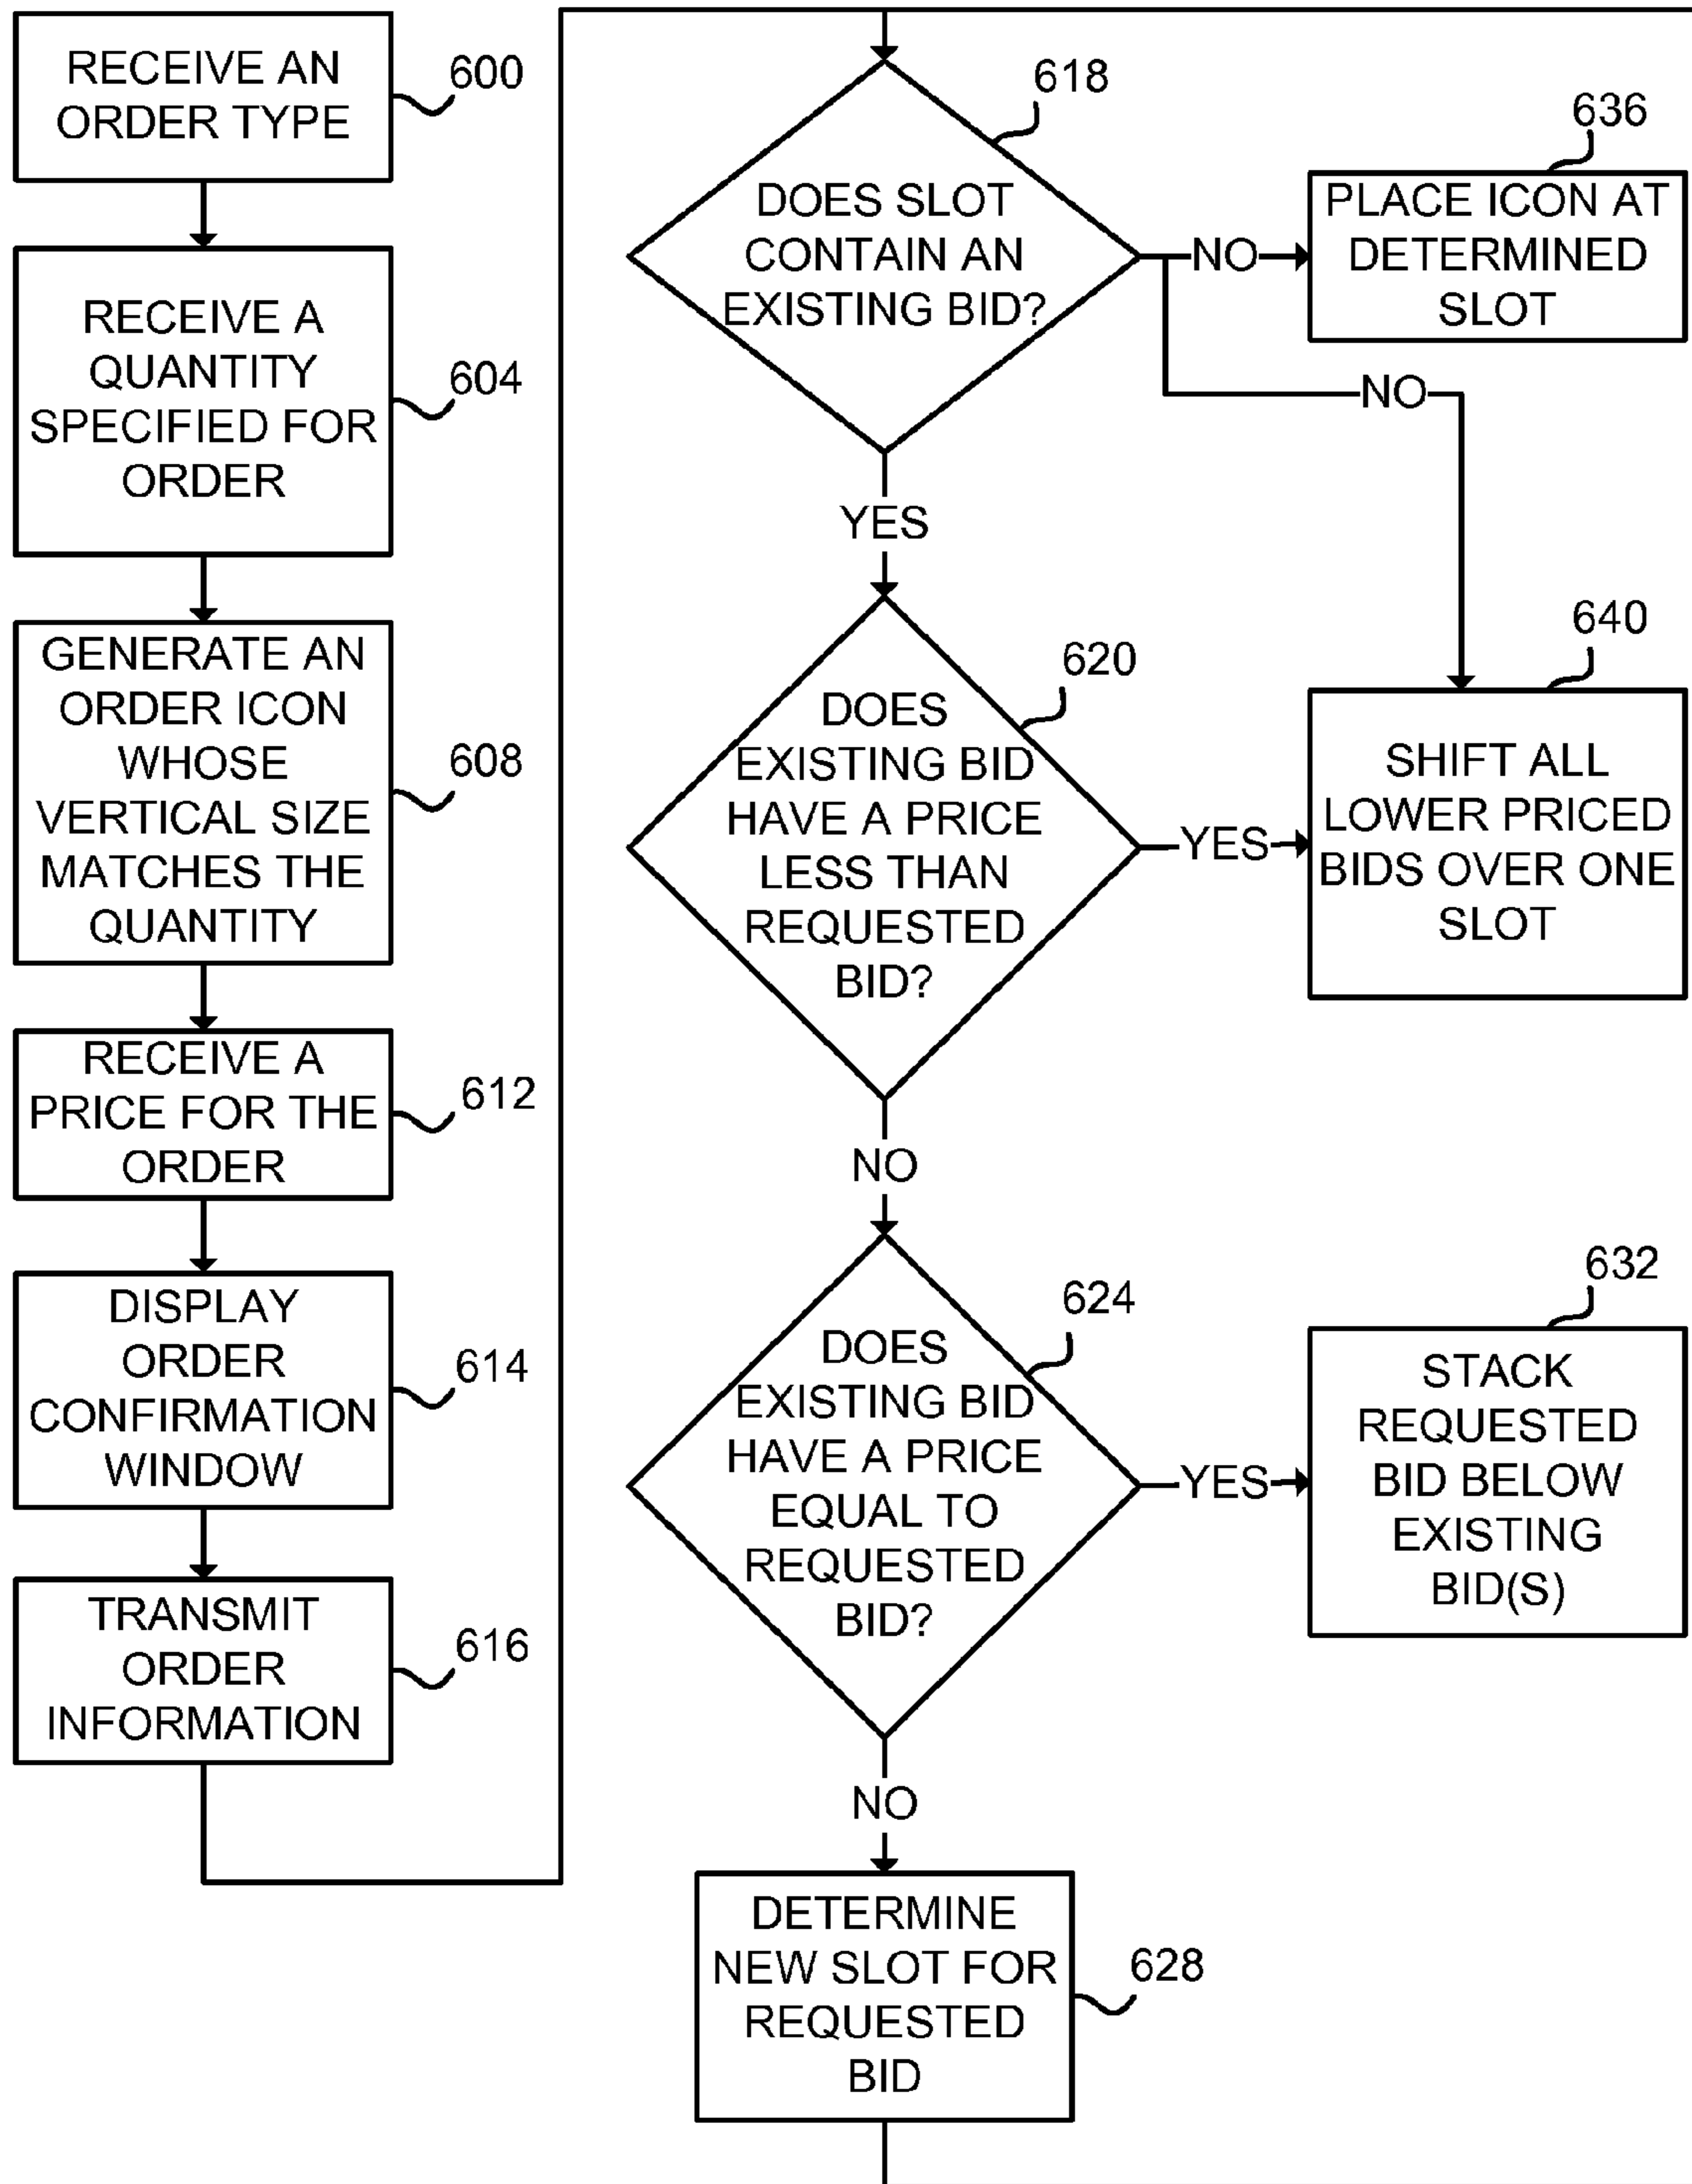 RECEIVE AN
ORDER TYPE
600
RECEIVE A
QUANTITY
SPECIFIED FOR
ORDER
604
GENERATE AN
ORDER ICON
WHOSE
VERTICAL SIZE
MATCHES THE
QUANTITY
608
RECEIVE A
PRICE FOR THE
ORDER
612
DISPLAY
ORDER
CONFIRMATION
WINDOW
614
TRANSMIT
ORDER
INFORMATION
616
618
DOES SLOT
CONTAIN AN
EXISTING BID?
NO
636
PLACE ICON AT
DETERMINED
SLOT
NO
YES
620
DOES
EXISTING BID
HAVE A PRICE
LESS THAN
REQUESTED
BID?
YES
640
SHIFT ALL
LOWER PRICED
BIDS OVER ONE
SLOT
NO
624
DOES
EXISTING BID
HAVE A PRICE
EQUAL TO
REQUESTED
BID?
YES
632
STACK
REQUESTED
BID BELOW
EXISTING
BID(S)
NO
DETERMINE
NEW SLOT FOR
REQUESTED
BID
628